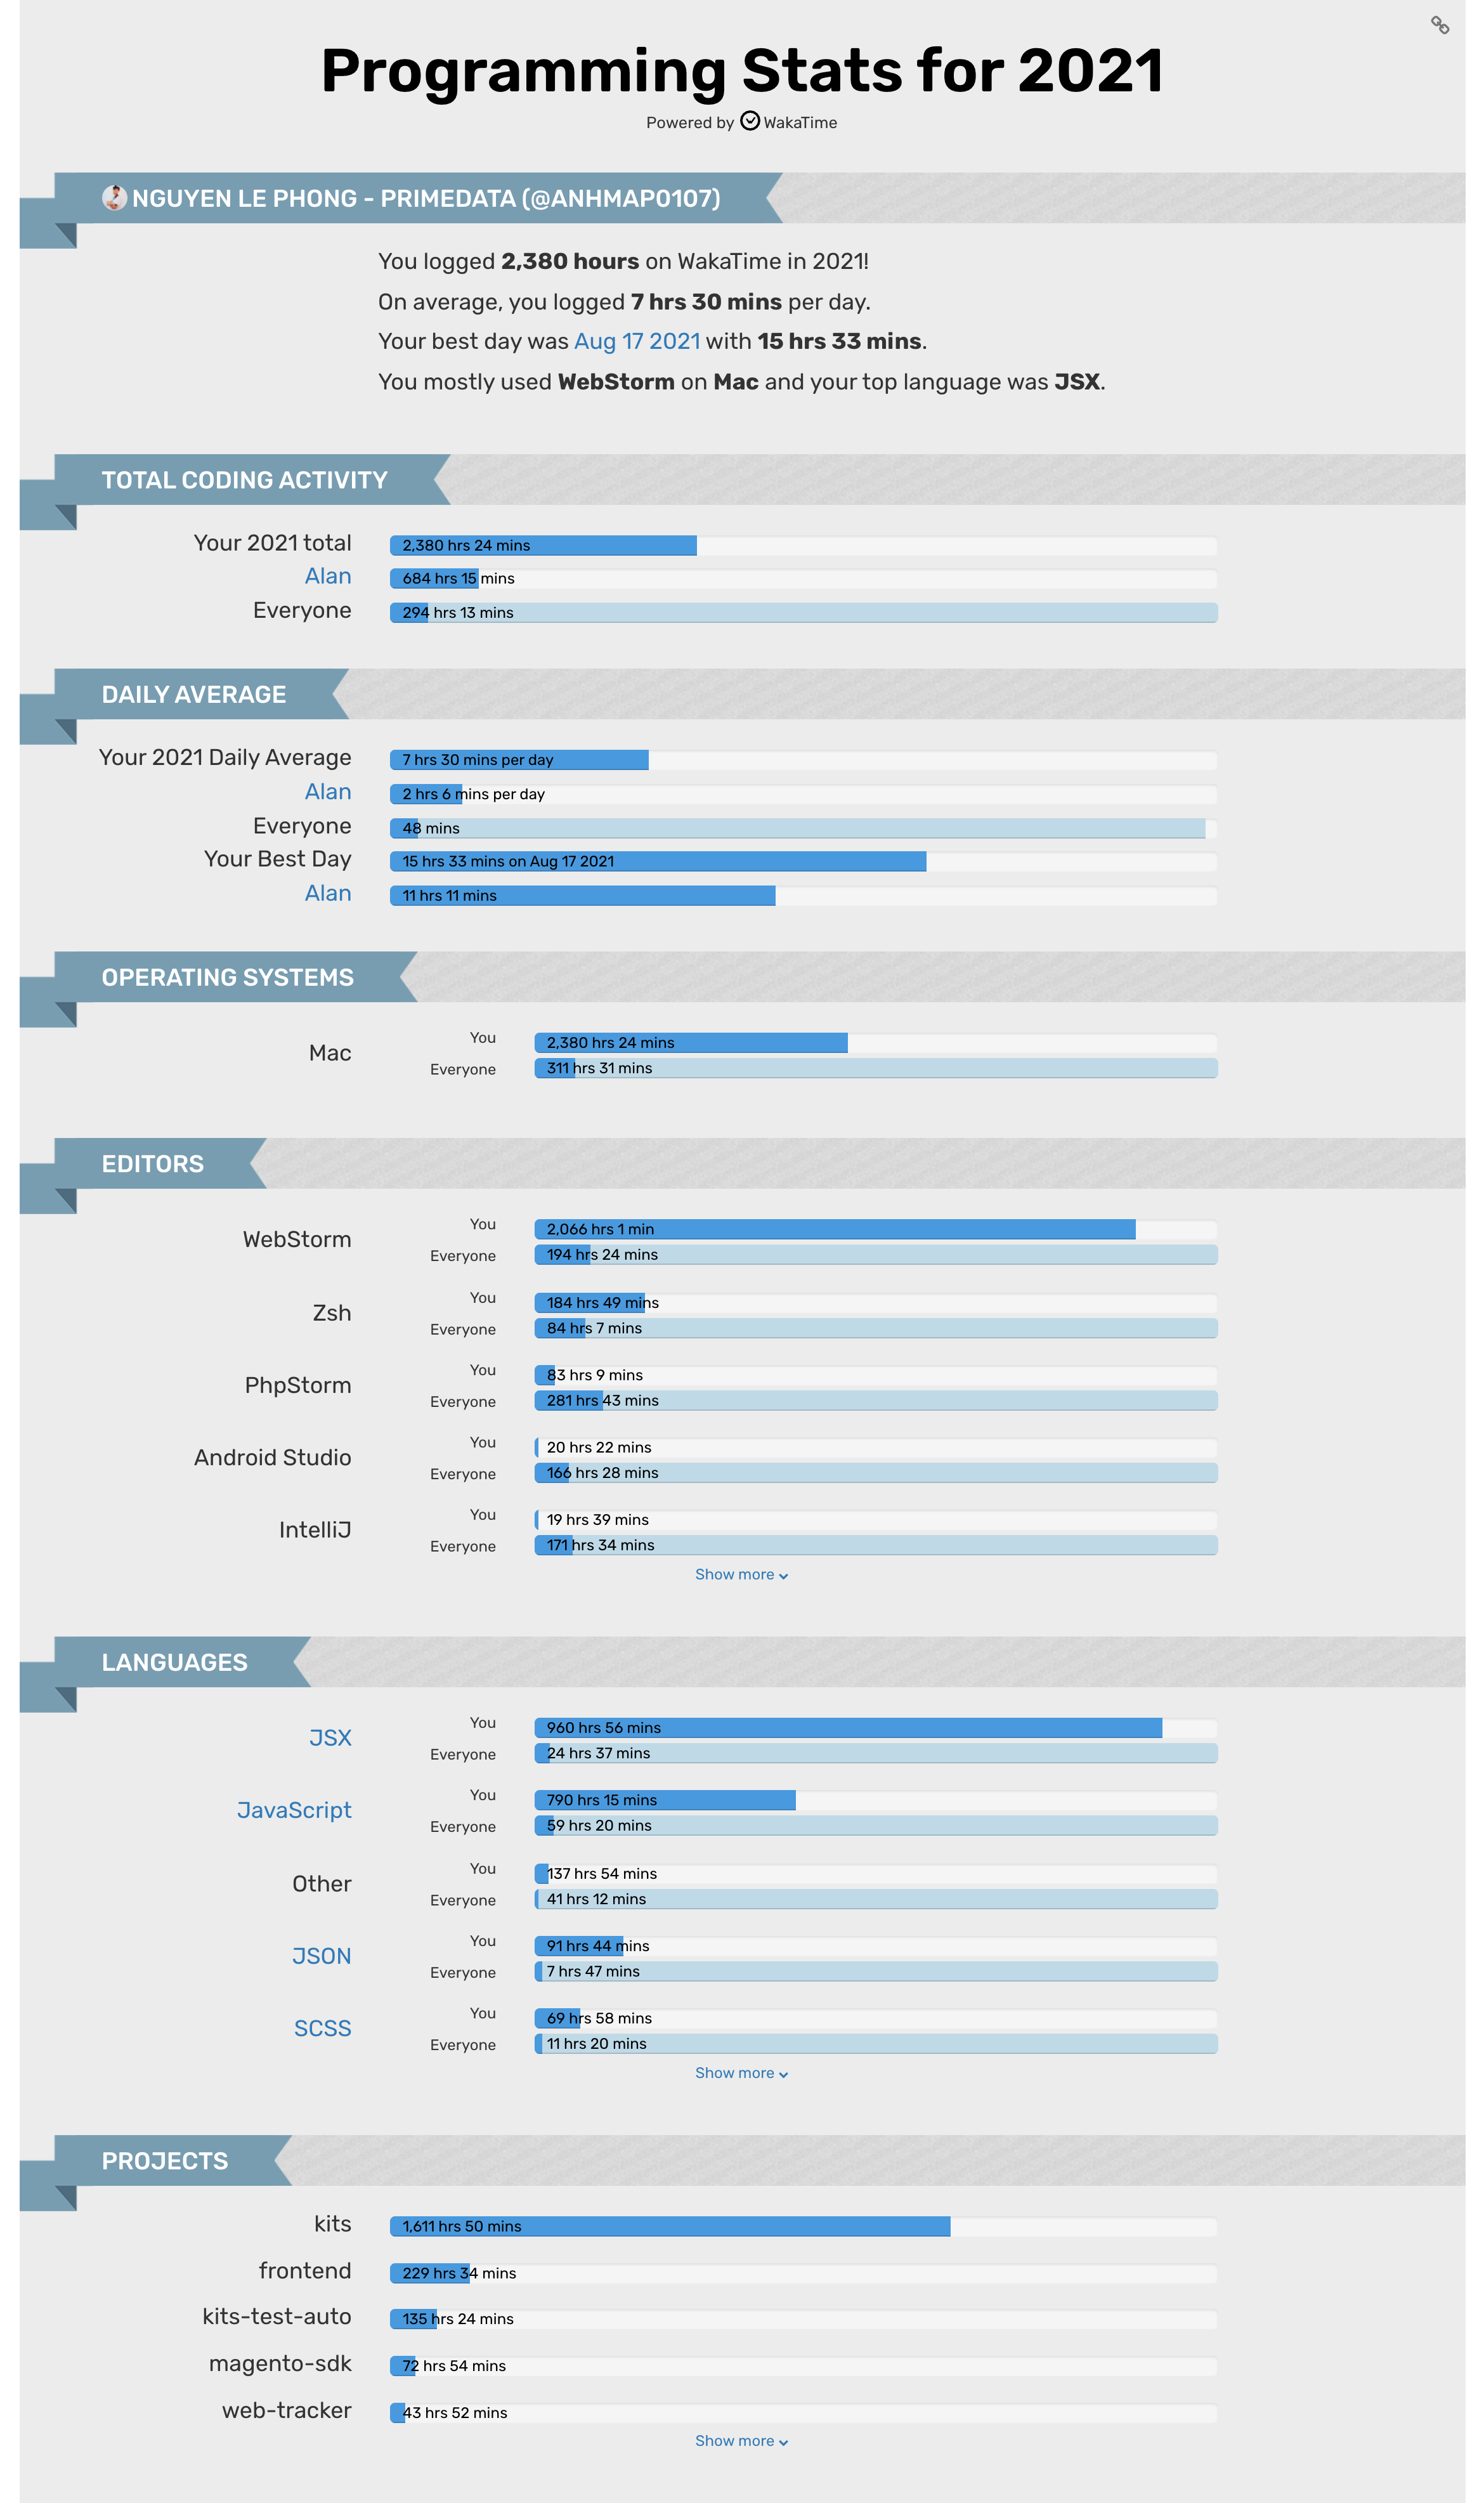 Programming Stats for 2021
Powered by WakaTime
NGUYEN LE PHONG - PRIMEDATA (@ANHMAP0107)
You logged 2,380 hours on WakaTime in 2021!
On average, you logged 7 hrs 30 mins per day.
Your best day was Aug 17 2021 with 15 hrs 33 mins.
You mostly used WebStorm on Mac and your top language was JSX.
TOTAL CODING ACTIVITY
Your 2021 total 2,380 hrs 24 mins
Alan 684 hrs 15 mins
Everyone 294 hrs 13 mins
DAILY AVERAGE
Your 2021 Daily Average 7 hrs 30 mins per day
Alan 2 hrs 6 mins per day
Everyone 48 mins
Your Best Day 15 hrs 33 mins on Aug 17 2021
Alan 11 hrs 11 mins
OPERATING SYSTEMS
Mac
You 2,380 hrs 24 mins
Everyone 311 hrs 31 mins
EDITORS
WebStorm
You 2,066 hrs 1 min
Everyone 194 hrs 24 mins
Zsh
You 184 hrs 49 mins
Everyone 84 hrs 7 mins
PhpStorm
You 83 hrs 9 mins
Everyone 281 hrs 43 mins
Android Studio
You 20 hrs 22 mins
Everyone 166 hrs 28 mins
IntelliJ
You 19 hrs 39 mins
Everyone 171 hrs 34 mins
Show more
LANGUAGES
JSX
You 960 hrs 56 mins
Everyone 24 hrs 37 mins
JavaScript
You 790 hrs 15 mins
Everyone 59 hrs 20 mins
Other
You 137 hrs 54 mins
Everyone 41 hrs 12 mins
JSON
You 91 hrs 44 mins
Everyone 7 hrs 47 mins
SCSS
You 69 hrs 58 mins
Everyone 11 hrs 20 mins
Show more
PROJECTS
kits 1,611 hrs 50 mins
frontend 229 hrs 34 mins
kits-test-auto 135 hrs 24 mins
magento-sdk 72 hrs 54 mins
web-tracker 43 hrs 52 mins
Show more